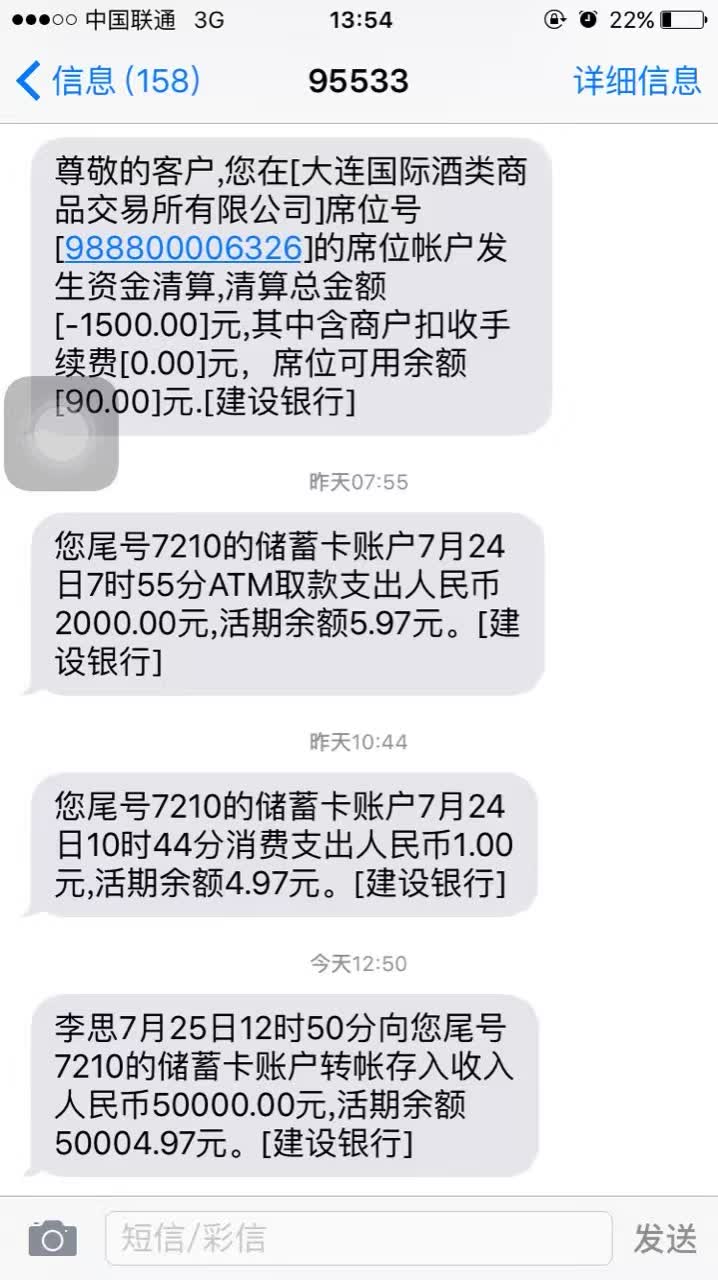 中国联通 3G 13:54 22%
信息 (158) 95533 详细信息
尊敬的客户,您在[大连国际酒类商
品交易所有限公司]席位号
[988800006326]的席位帐户发
生资金清算,清算总金额
[-1500.00]元,其中含商户扣收手
续费[0.00]元，席位可用余额
[90.00]元.[建设银行]
昨天07:55
您尾号7210的储蓄卡账户7月24
日7时55分ATM取款支出人民币
2000.00元,活期余额5.97元。[建
设银行]
昨天10:44
您尾号7210的储蓄卡账户7月24
日10时44分消费支出人民币1.00
元,活期余额4.97元。[建设银行]
今天12:50
李思7月25日12时50分向您尾号
7210的储蓄卡账户转帐存入收入
人民币50000.00元,活期余额
50004.97元。[建设银行]
短信/彩信 发送